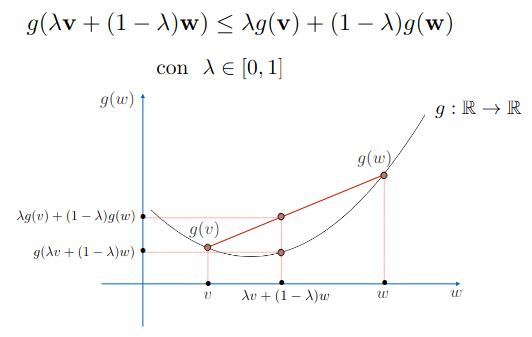 g(λv + (1 − λ)w) ≤ λg(v) + (1 − λ)g(w)
con λ ∈ [0, 1]
g(w)
g : ℝ → ℝ
g(w)
λg(v) + (1 − λ)g(w)
g(v)
g(λv + (1 − λ)w)
v
λv + (1 − λ)w
w
w